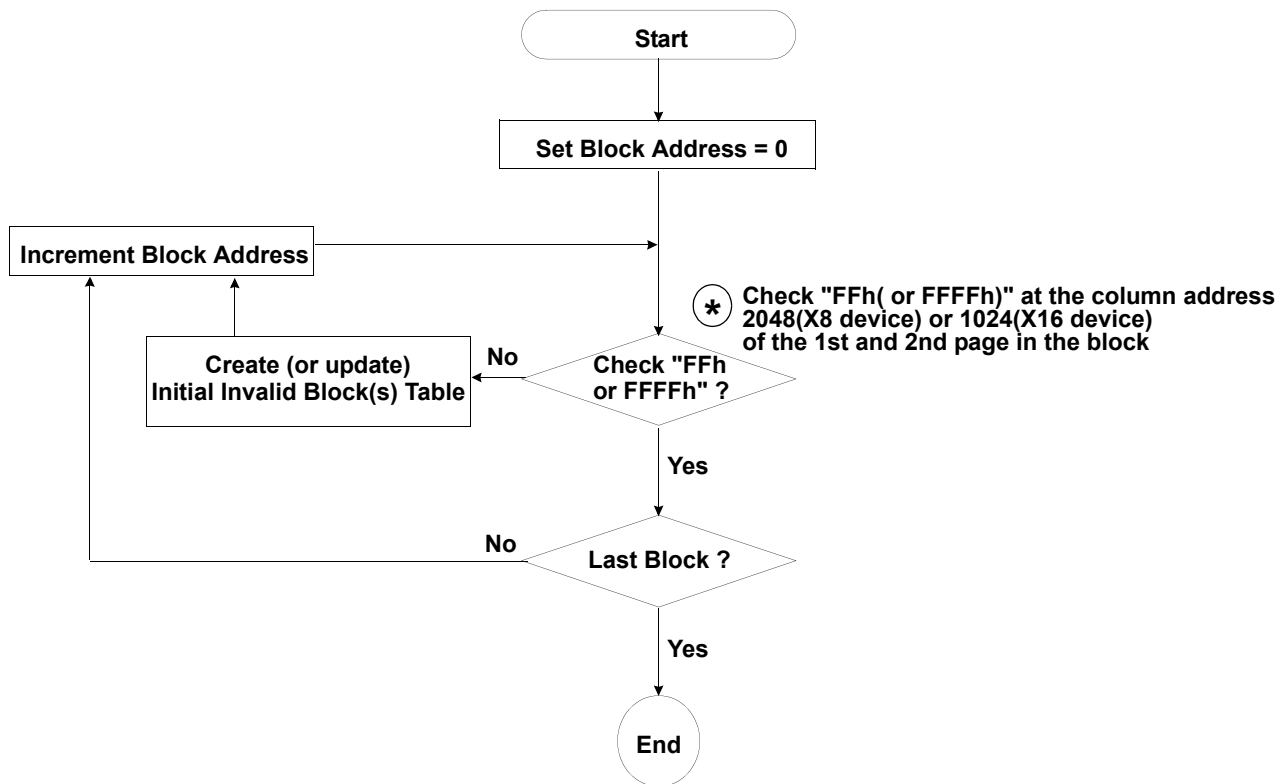 Start
Set Block Address = 0
Increment Block Address
*
Check "FFh( or FFFFh)" at the column address
2048(X8 device) or 1024(X16 device)
of the 1st and 2nd page in the block
Create (or update)
Initial Invalid Block(s) Table
No
Check "FFh
or FFFFh" ?
Yes
No
Last Block ?
Yes
End